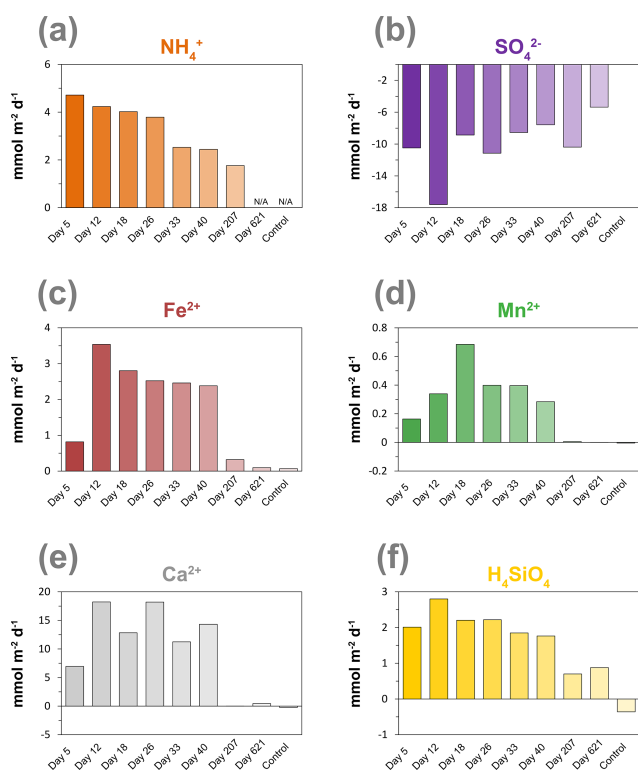 (a)
NH₄⁺
mmol m⁻² d⁻¹
6
4
2
0
N/A N/A
Day 5 Day 12 Day 18 Day 26 Day 33 Day 40 Day 207 Day 621 Control
(b)
SO₄²⁻
mmol m⁻² d⁻¹
-2
-6
-10
-14
-18
Day 5 Day 12 Day 18 Day 26 Day 33 Day 40 Day 207 Day 621 Control
(c)
Fe²⁺
mmol m⁻² d⁻¹
4
3
2
1
0
Day 5 Day 12 Day 18 Day 26 Day 33 Day 40 Day 207 Day 621 Control
(d)
Mn²⁺
mmol m⁻² d⁻¹
0.8
0.6
0.4
0.2
0
-0.2
Day 5 Day 12 Day 18 Day 26 Day 33 Day 40 Day 207 Day 621 Control
(e)
Ca²⁺
mmol m⁻² d⁻¹
20
15
10
5
0
-5
Day 5 Day 12 Day 18 Day 26 Day 33 Day 40 Day 207 Day 621 Control
(f)
H₄SiO₄
mmol m⁻² d⁻¹
3
2
1
0
-1
Day 5 Day 12 Day 18 Day 26 Day 33 Day 40 Day 207 Day 621 Control